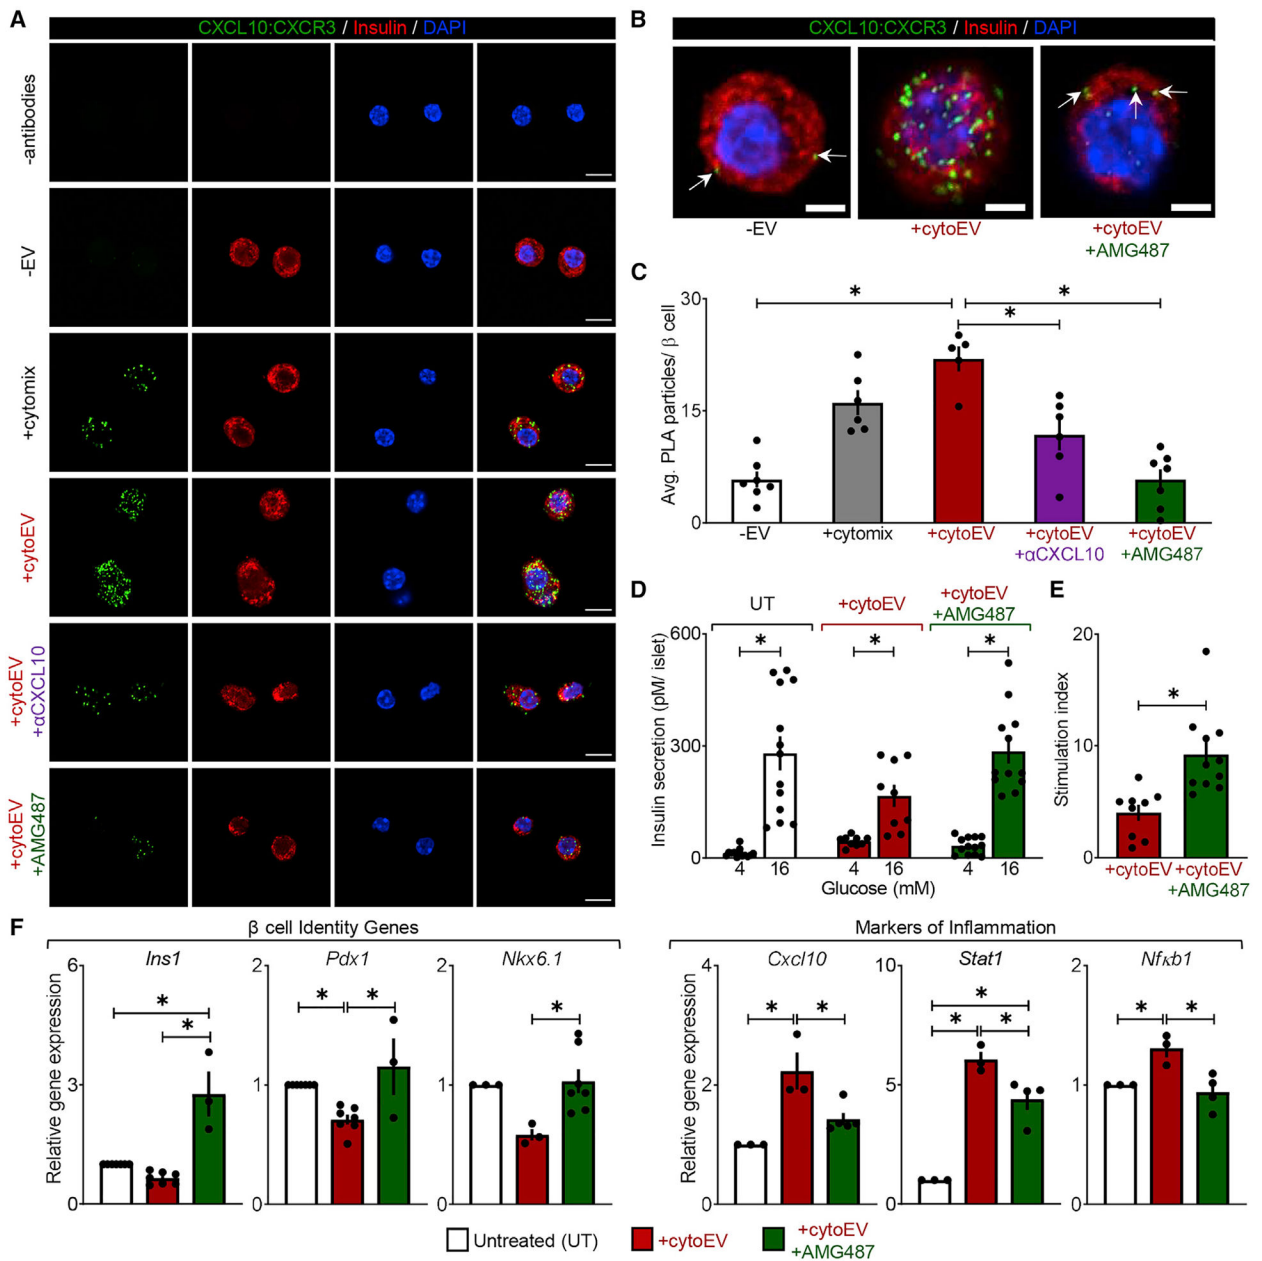 A
CXCL10:CXCR3 / Insulin / DAPI
-antibodies
-EV
+cytomix
+cytoEV
+cytoEV
+αCXCL10
+cytoEV
+AMG487
B
CXCL10:CXCR3 / Insulin / DAPI
-EV
+cytoEV
+cytoEV
+AMG487
C
Avg. PLA particles/ β cell
30
15
0
*
*
*
-EV
+cytomix
+cytoEV
+cytoEV
+αCXCL10
+cytoEV
+AMG487
D
UT
+cytoEV
+cytoEV
+AMG487
Insulin secretion (pM/ islet)
600
300
0
*
*
*
4 16 4 16 4 16
Glucose (mM)
E
Stimulation index
20
10
0
*
+cytoEV
+cytoEV
+AMG487
F
β cell Identity Genes
Relative gene expression
Ins1
6
3
0
*
*
Pdx1
2
1
0
* *
Nkx6.1
2
1
0
*
Markers of Inflammation
Relative gene expression
Cxcl10
4
2
0
* *
Stat1
10
5
0
*
* *
Nfκb1
2
1
0
* *
Untreated (UT)
+cytoEV
+cytoEV
+AMG487